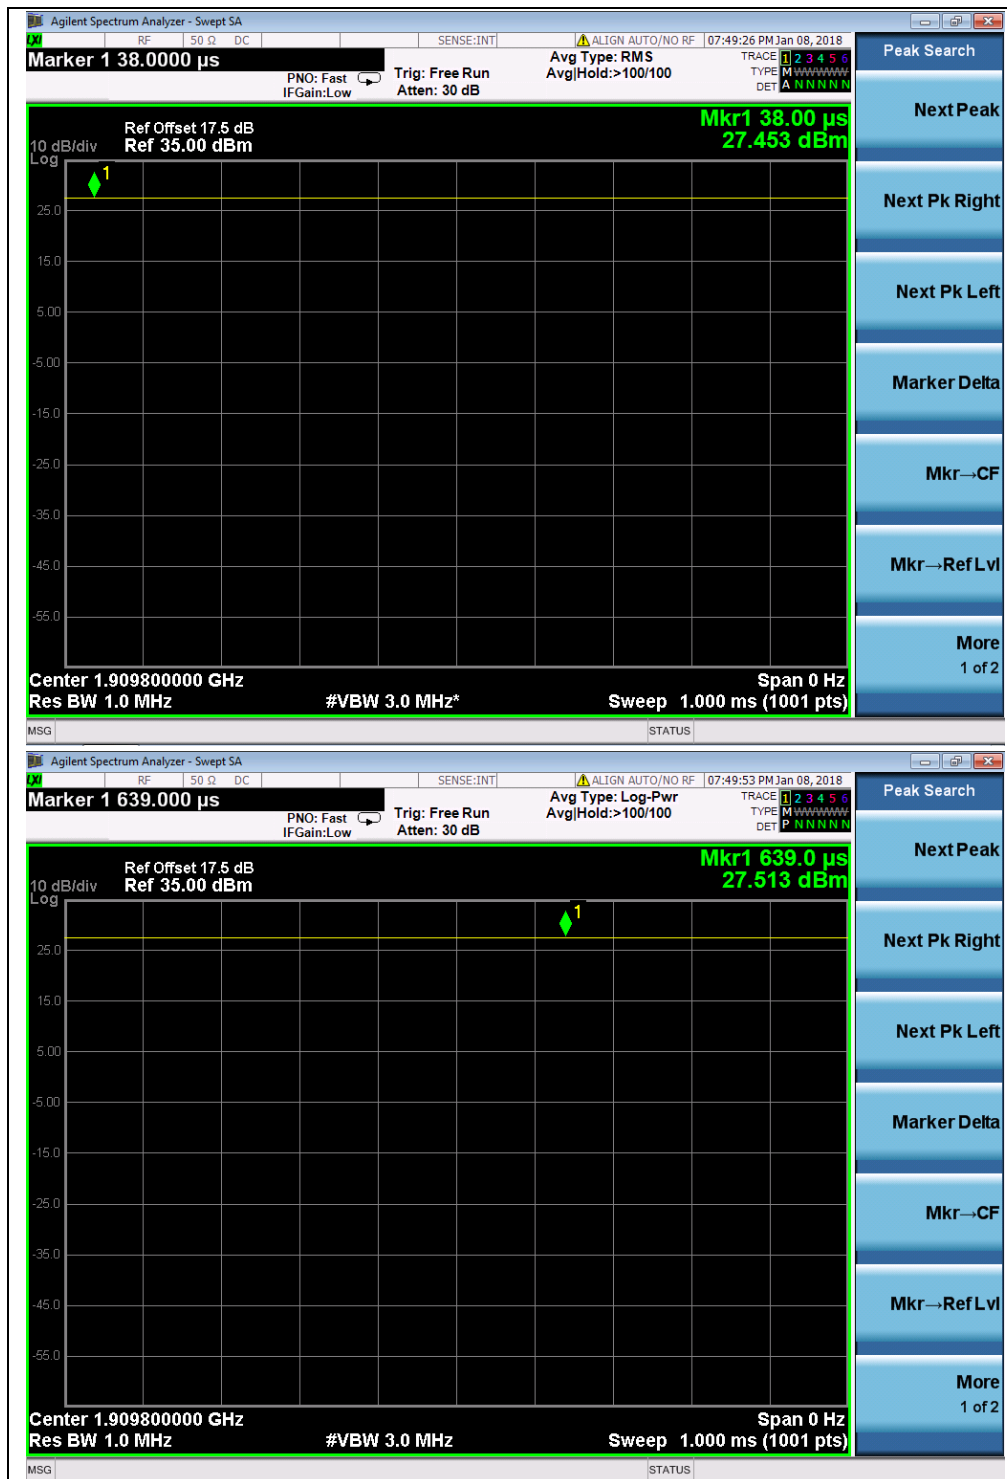 Agilent Spectrum Analyzer - Swept SA
LXI RF 50 Ω DC SENSE:INT ALIGN AUTO/NO RF 07:49:26 PM Jan 08, 2018
Marker 1 38.0000 µs
PNO: Fast
IFGain:Low
Trig: Free Run
Atten: 30 dB
Avg Type: RMS
Avg|Hold:>100/100
TRACE 1 2 3 4 5 6
TYPE M WWWWW
DET A N N N N N
Ref Offset 17.5 dB
Ref 35.00 dBm
10 dB/div
Log
Mkr1 38.00 µs
27.453 dBm
1
25.0
15.0
5.00
-5.00
-15.0
-25.0
-35.0
-45.0
-55.0
Center 1.909800000 GHz Span 0 Hz
Res BW 1.0 MHz #VBW 3.0 MHz* Sweep 1.000 ms (1001 pts)
MSG STATUS
Peak Search
Next Peak
Next Pk Right
Next Pk Left
Marker Delta
Mkr→CF
Mkr→Ref Lvl
More
1 of 2
Agilent Spectrum Analyzer - Swept SA
LXI RF 50 Ω DC SENSE:INT ALIGN AUTO/NO RF 07:49:53 PM Jan 08, 2018
Marker 1 639.000 µs
PNO: Fast
IFGain:Low
Trig: Free Run
Atten: 30 dB
Avg Type: Log-Pwr
Avg|Hold:>100/100
TRACE 1 2 3 4 5 6
TYPE M WWWWW
DET P N N N N N
Ref Offset 17.5 dB
Ref 35.00 dBm
10 dB/div
Log
Mkr1 639.0 µs
27.513 dBm
1
25.0
15.0
5.00
-5.00
-15.0
-25.0
-35.0
-45.0
-55.0
Center 1.909800000 GHz Span 0 Hz
Res BW 1.0 MHz #VBW 3.0 MHz Sweep 1.000 ms (1001 pts)
MSG STATUS
Peak Search
Next Peak
Next Pk Right
Next Pk Left
Marker Delta
Mkr→CF
Mkr→Ref Lvl
More
1 of 2